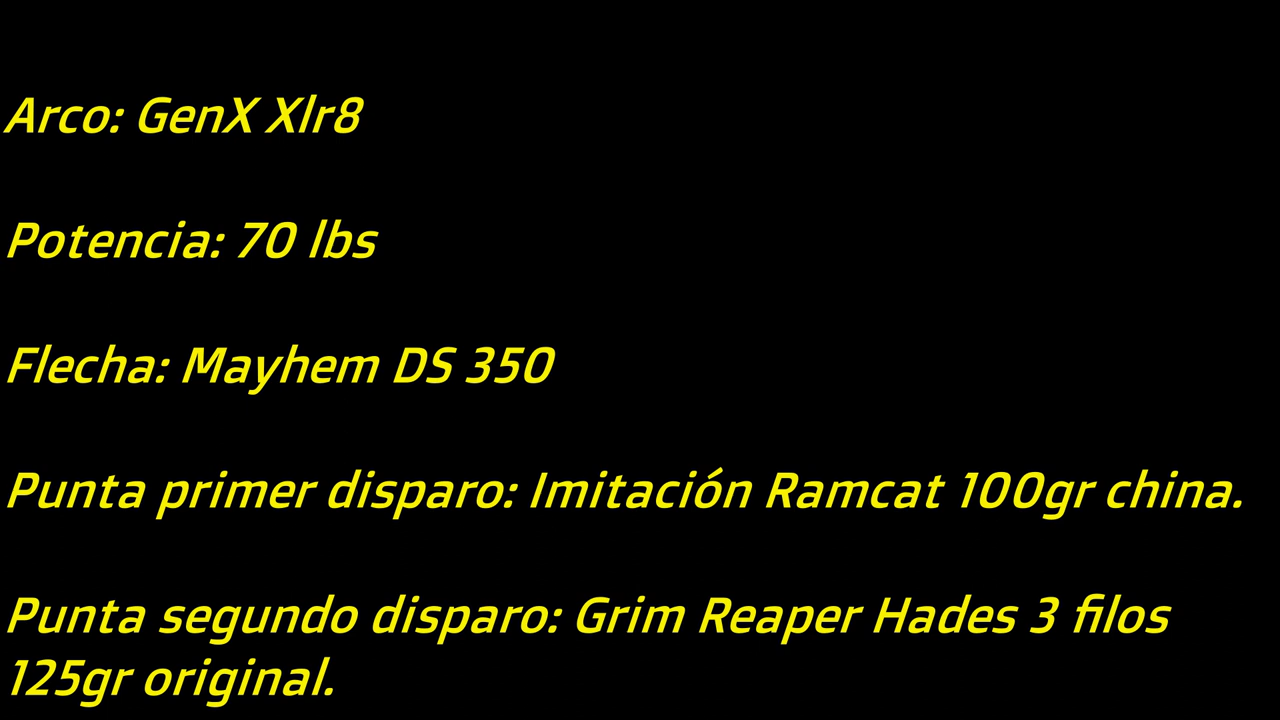 Arco: GenX Xlr8
Potencia: 70 lbs
Flecha: Mayhem DS 350
Punta primer disparo: Imitación Ramcat 100gr china.
Punta segundo disparo: Grim Reaper Hades 3 filos
125gr original.